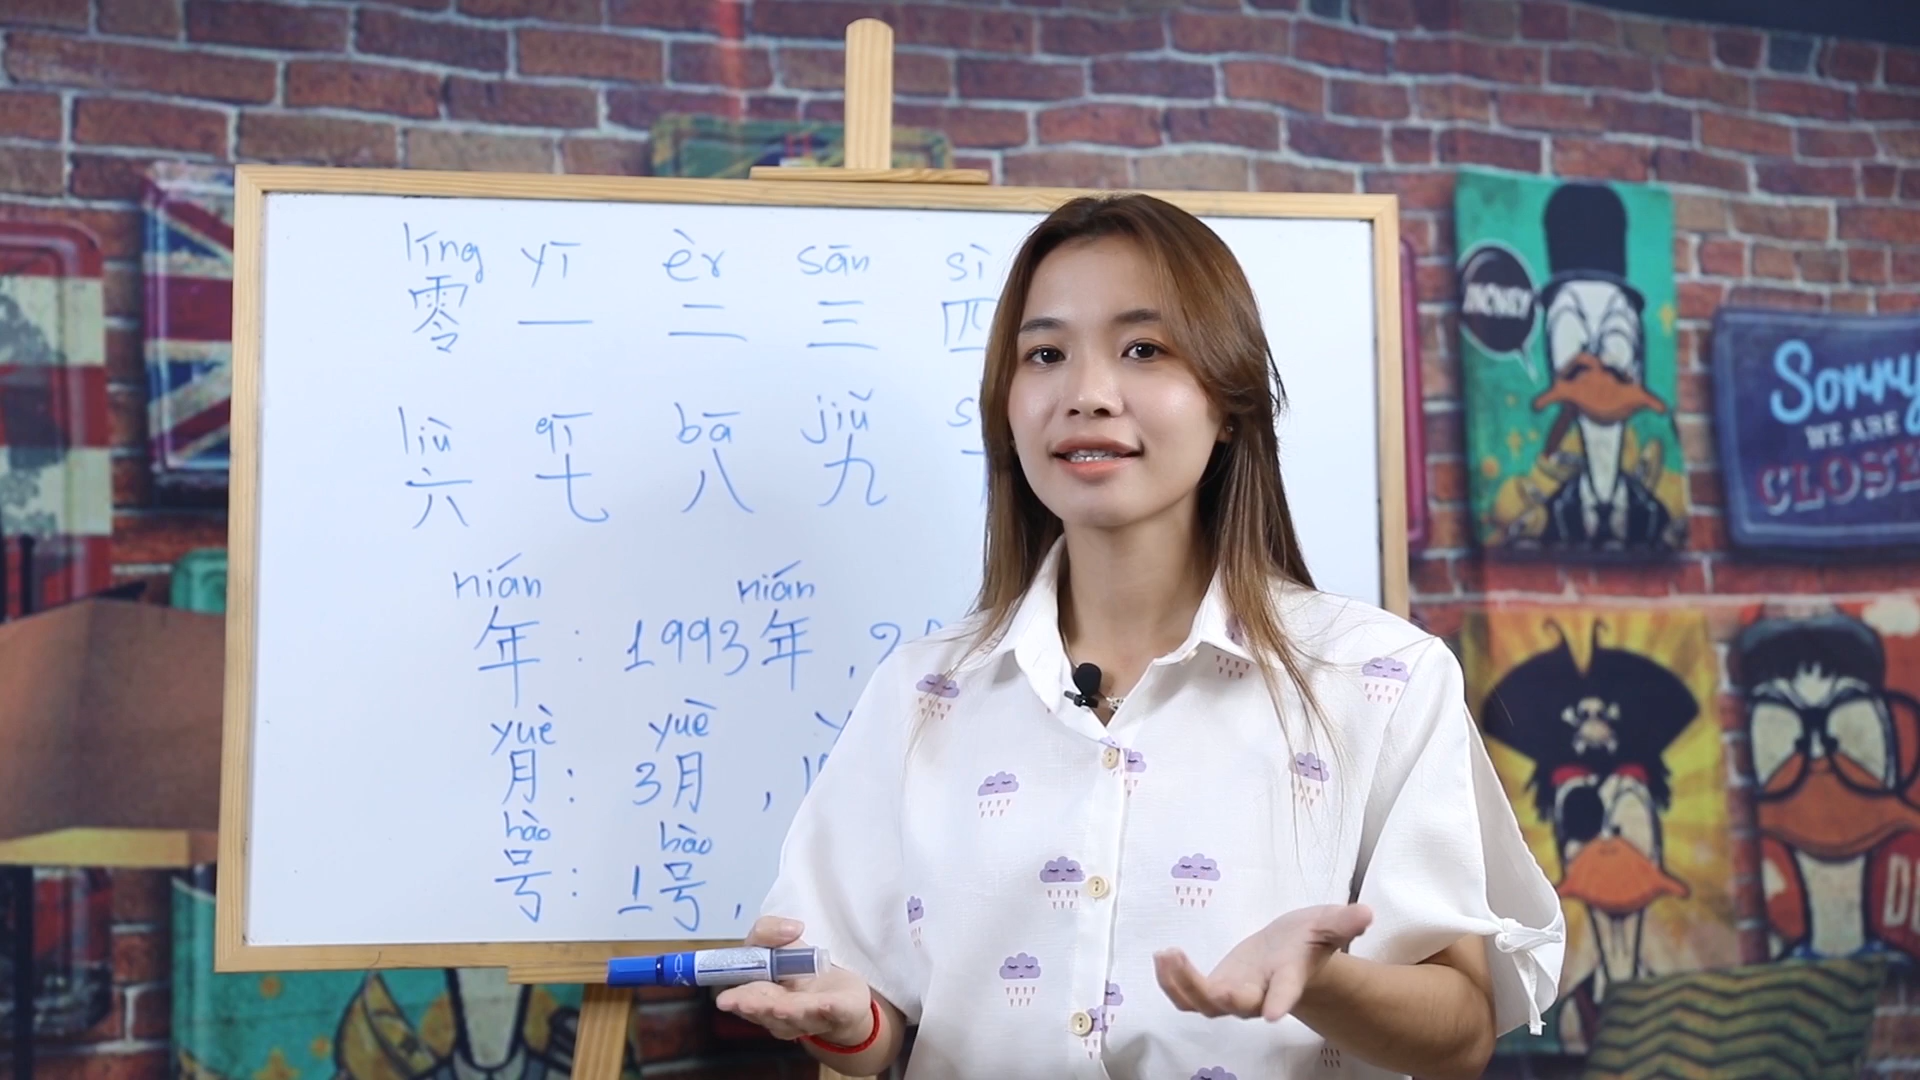 líng yī èr sān sì
零 一 二 三 四
liù qī bā jiǔ
六 七 八 九
nián nián
年 : 1993年 ,
yuè yuè
月 : 3月 ,
hào hào
号 : 1号 ,
MONEY
Sorry
WE ARE
CLOSE